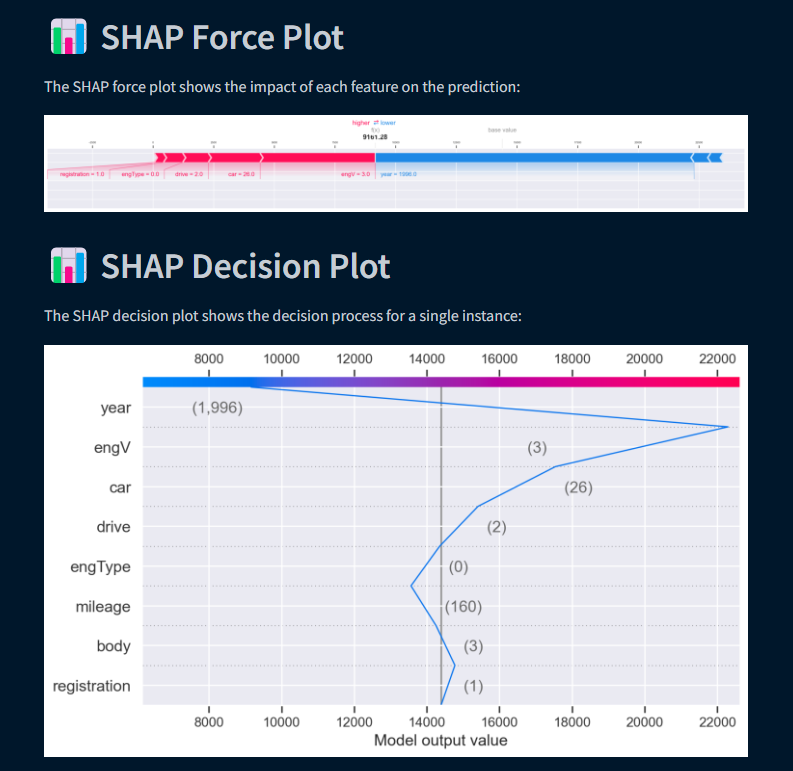 SHAP Force Plot
The SHAP force plot shows the impact of each feature on the prediction:
higher ⇄ lower
f(x)
base value
9161.28
registration = 1.0 engType = 0.0 drive = 2.0 car = 26.0 engV = 3.0 year = 1996.0
SHAP Decision Plot
The SHAP decision plot shows the decision process for a single instance:
8000 10000 12000 14000 16000 18000 20000 22000
year (1,996)
engV (3)
car (26)
drive (2)
engType (0)
mileage (160)
body (3)
registration (1)
8000 10000 12000 14000 16000 18000 20000 22000
Model output value